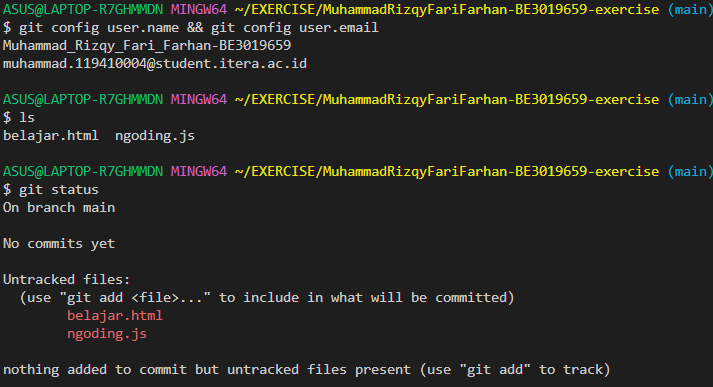 ASUS@LAPTOP-R7GHMMDN MINGW64 ~/EXERCISE/MuhammadRizqyFariFarhan-BE3019659-exercise (main)
$ git config user.name && git config user.email
Muhammad_Rizqy_Fari_Farhan-BE3019659
muhammad.119410004@student.itera.ac.id

ASUS@LAPTOP-R7GHMMDN MINGW64 ~/EXERCISE/MuhammadRizqyFariFarhan-BE3019659-exercise (main)
$ ls
belajar.html  ngoding.js

ASUS@LAPTOP-R7GHMMDN MINGW64 ~/EXERCISE/MuhammadRizqyFariFarhan-BE3019659-exercise (main)
$ git status
On branch main

No commits yet

Untracked files:
  (use "git add <file>..." to include in what will be committed)
        belajar.html
        ngoding.js

nothing added to commit but untracked files present (use "git add" to track)